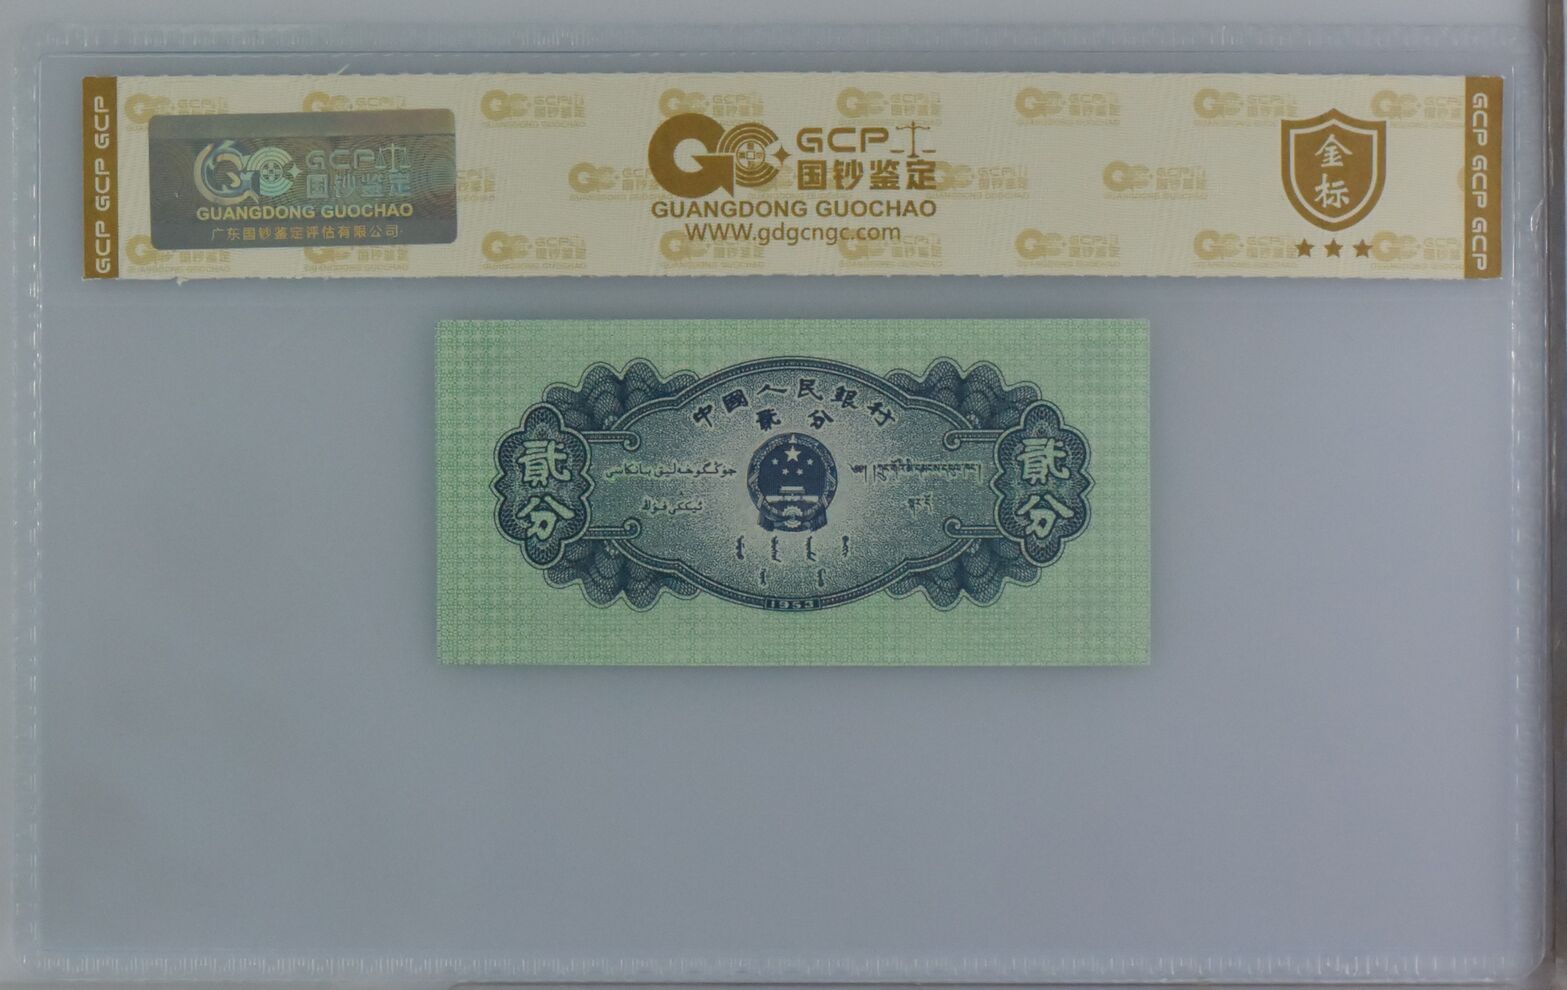 GCP GCP GCP
GCP
国钞鉴定
GUANGDONG GUOCHAO
广东国钞鉴定评估有限公司
GCP
国钞鉴定
GUANGDONG GUOCHAO
WWW.gdgcngc.com
金
标
GCP GCP GCP
中國人民銀行
貳分
貳分
貳分
1953